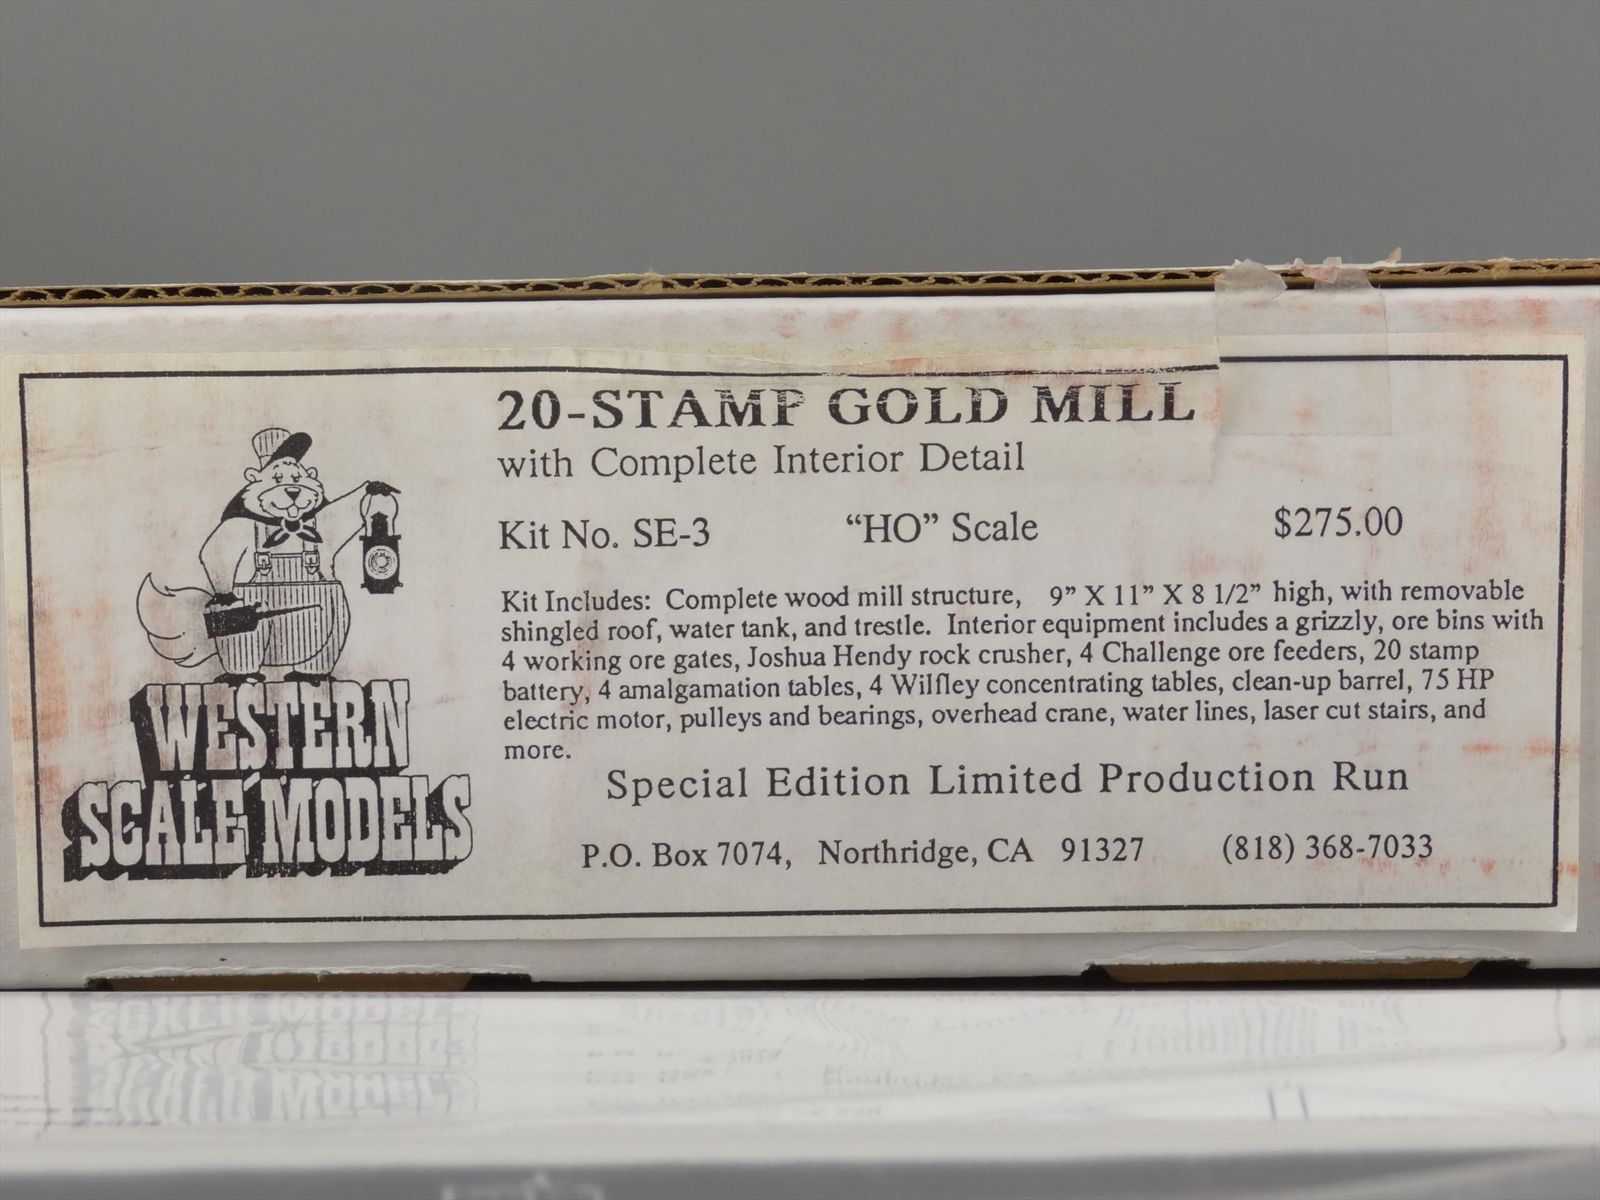 20-STAMP GOLD MILL
with Complete Interior Detail
Kit No. SE-3 "HO" Scale $275.00
Kit Includes: Complete wood mill structure, 9" X 11" X 8 1/2" high, with removable
shingled roof, water tank, and trestle. Interior equipment includes a grizzly, ore bins with
4 working ore gates, Joshua Hendy rock crusher, 4 Challenge ore feeders, 20 stamp
battery, 4 amalgamation tables, 4 Wilfley concentrating tables, clean-up barrel, 75 HP
electric motor, pulleys and bearings, overhead crane, water lines, laser cut stairs, and
more.
Special Edition Limited Production Run
P.O. Box 7074, Northridge, CA 91327 (818) 368-7033
WESTERN
SCALE MODELS